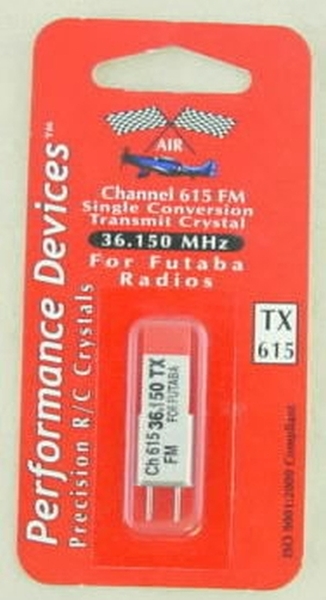 AIR
Channel 615 FM
Single Conversion
Transmit Crystal
36.150 MHz
For Futaba
Radios
TX
615
Performance Devices™
Precision R/C Crystals
Ch 615 36.150 TX
FM FOR FUTABA
ISO 9001:2000 Compliant